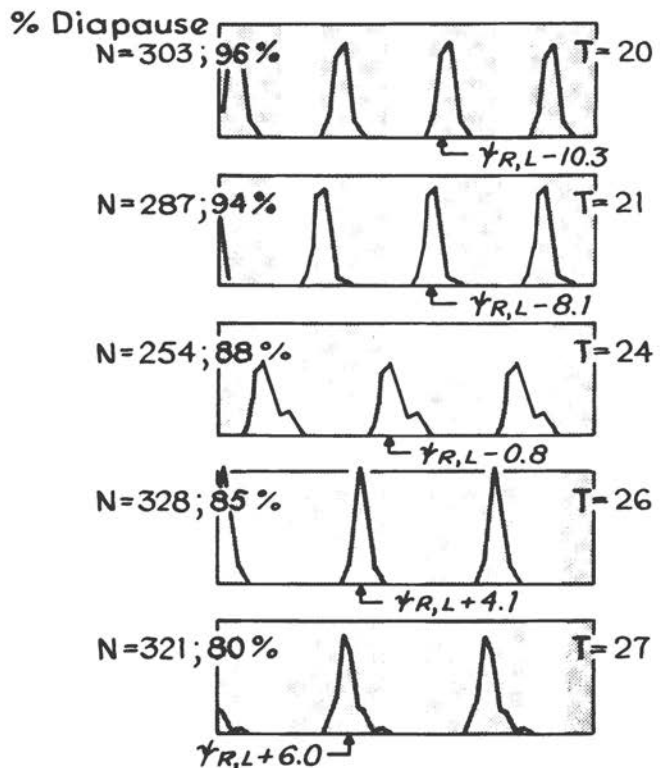 % Diapause
N=303; 96% T=20
ΨR,L-10.3
N=287; 94% T=21
ΨR,L-8.1
N=254; 88% T=24
ΨR,L-0.8
N=328; 85% T=26
ΨR,L+4.1
N=321; 80% T=27
ΨR,L+6.0